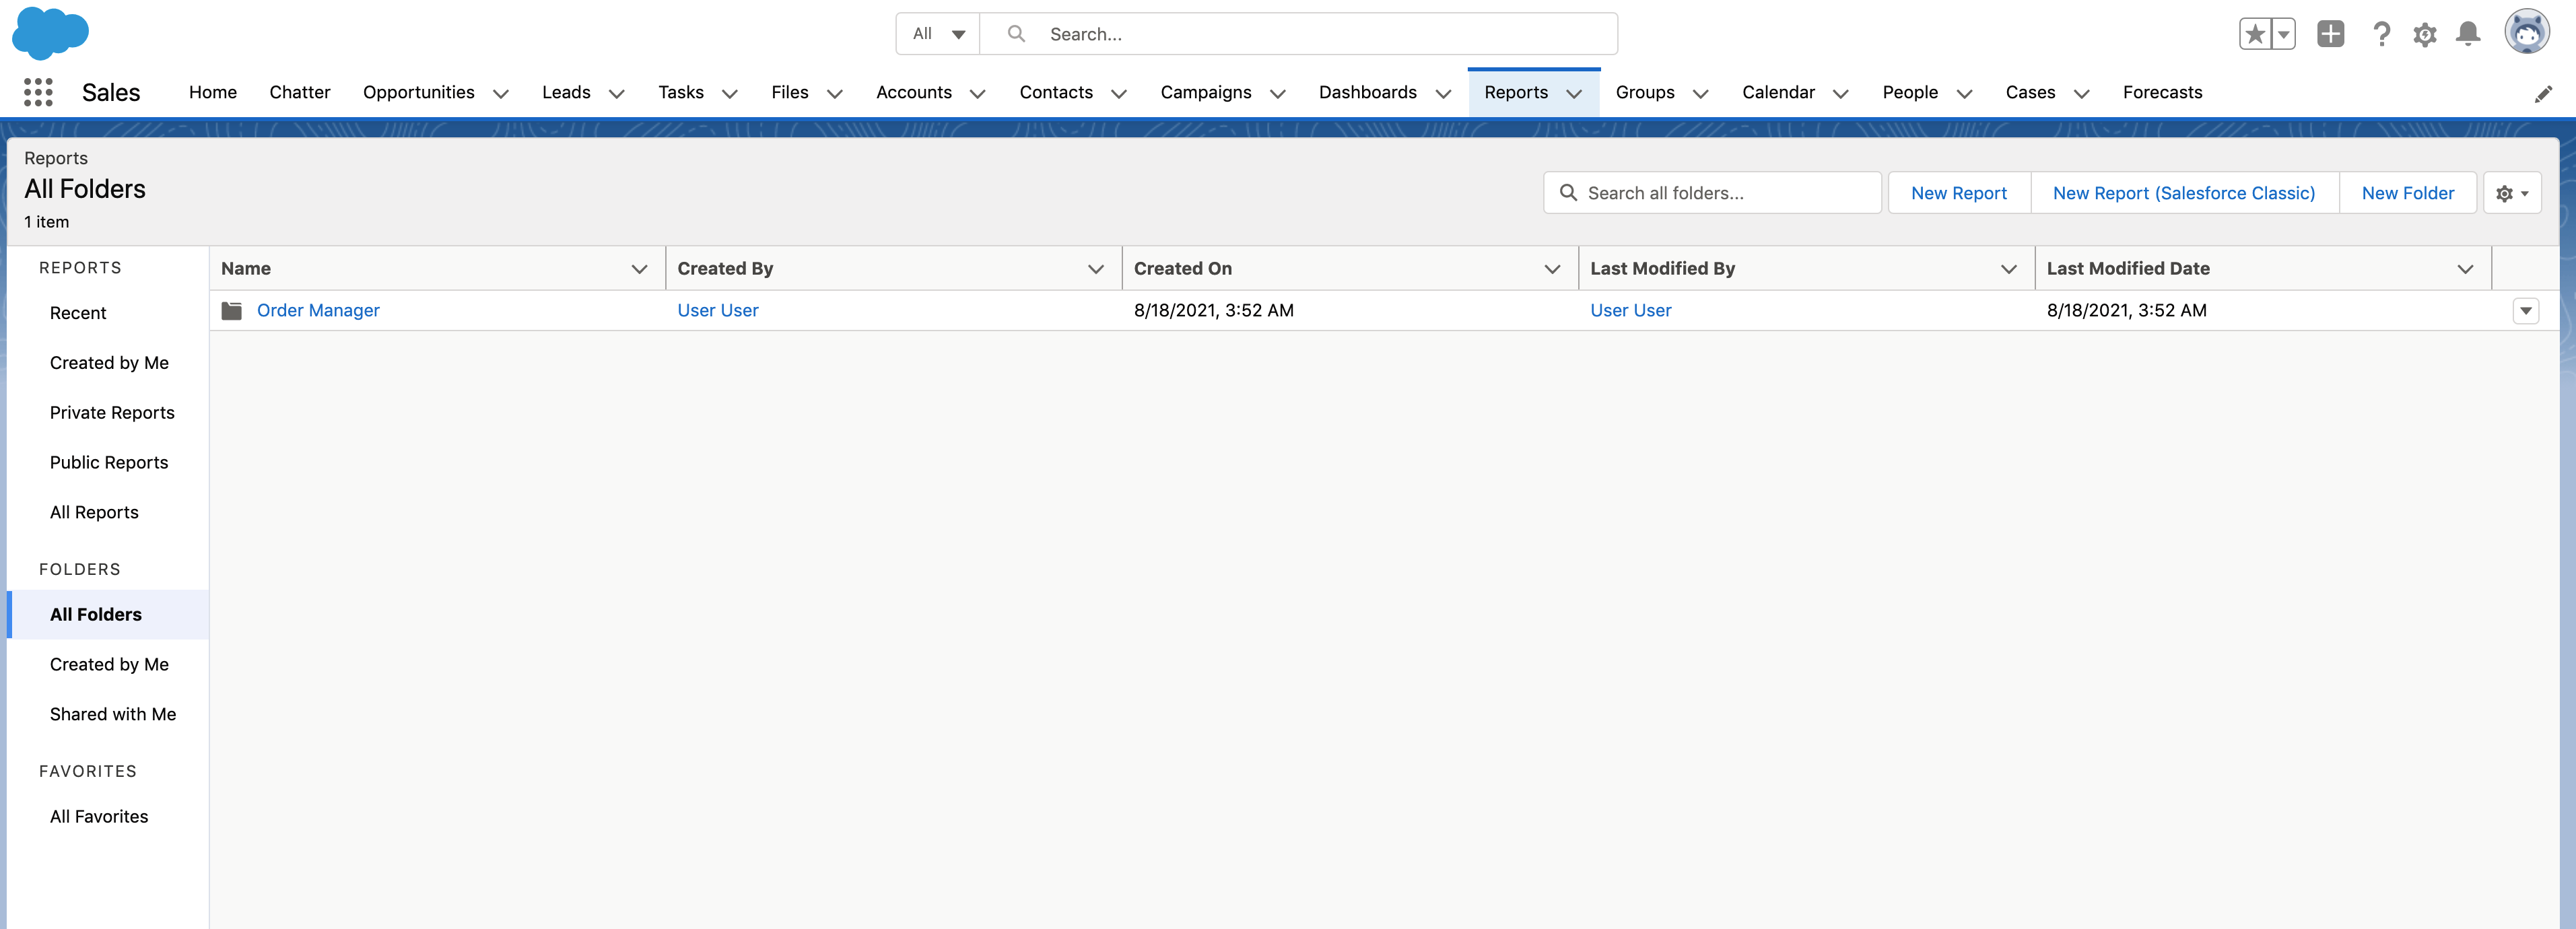 All
Search...
Sales
Home
Chatter
Opportunities
Leads
Tasks
Files
Accounts
Contacts
Campaigns
Dashboards
Reports
Groups
Calendar
People
Cases
Forecasts
Reports
All Folders
1 item
Search all folders...
New Report
New Report (Salesforce Classic)
New Folder
REPORTS
Recent
Created by Me
Private Reports
Public Reports
All Reports
FOLDERS
All Folders
Created by Me
Shared with Me
FAVORITES
All Favorites
Name
Created By
Created On
Last Modified By
Last Modified Date
Order Manager
User User
8/18/2021, 3:52 AM
User User
8/18/2021, 3:52 AM